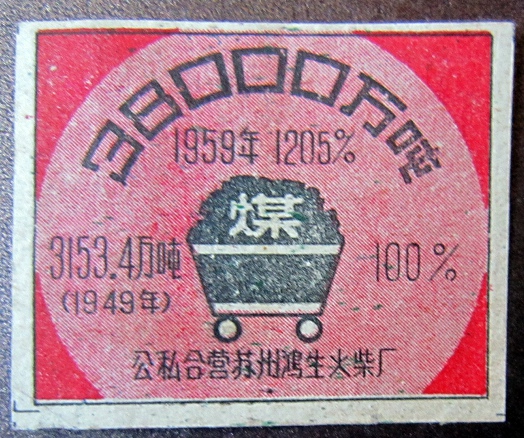 38000万吨
1959年 1205%
煤
3153.4万吨
(1949年)
100%
公私合营苏州鸿生火柴厂